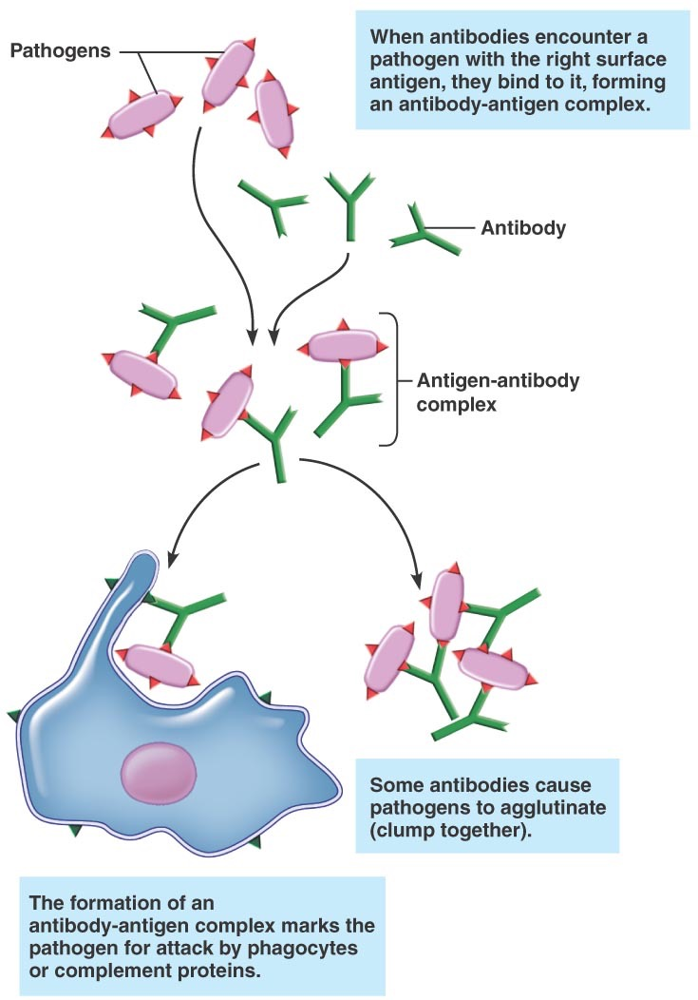 Pathogens
When antibodies encounter a
pathogen with the right surface
antigen, they bind to it, forming
an antibody-antigen complex.
Antibody
Antigen-antibody
complex
Some antibodies cause
pathogens to agglutinate
(clump together).
The formation of an
antibody-antigen complex marks the
pathogen for attack by phagocytes
or complement proteins.